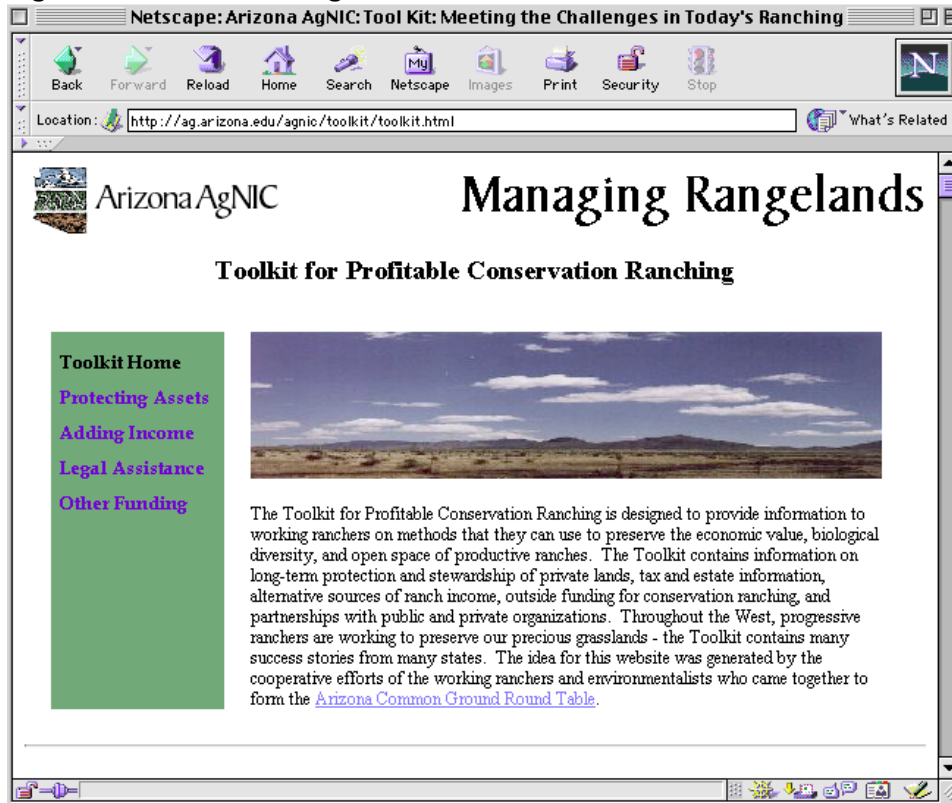 Netscape: Arizona AgNIC: Tool Kit: Meeting the Challenges in Today's Ranching
Back Forward Reload Home Search Netscape Images Print Security Stop
My
N
Location: http://ag.arizona.edu/agnic/toolkit/toolkit.html What's Related
Arizona AgNIC
Managing Rangelands
Toolkit for Profitable Conservation Ranching
Toolkit Home
Protecting Assets
Adding Income
Legal Assistance
Other Funding
The Toolkit for Profitable Conservation Ranching is designed to provide information to
working ranchers on methods that they can use to preserve the economic value, biological
diversity, and open space of productive ranches. The Toolkit contains information on
long-term protection and stewardship of private lands, tax and estate information,
alternative sources of ranch income, outside funding for conservation ranching, and
partnerships with public and private organizations. Throughout the West, progressive
ranchers are working to preserve our precious grasslands - the Toolkit contains many
success stories from many states. The idea for this website was generated by the
cooperative efforts of the working ranchers and environmentalists who came together to
form the Arizona Common Ground Round Table.